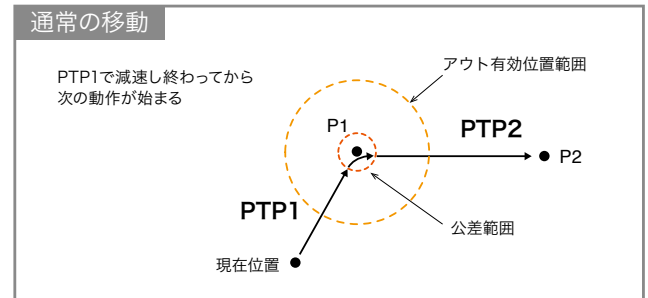 通常の移動
PTP1で減速し終わってから
次の動作が始まる
アウト有効位置範囲
P1
PTP2
P2
PTP1
公差範囲
現在位置